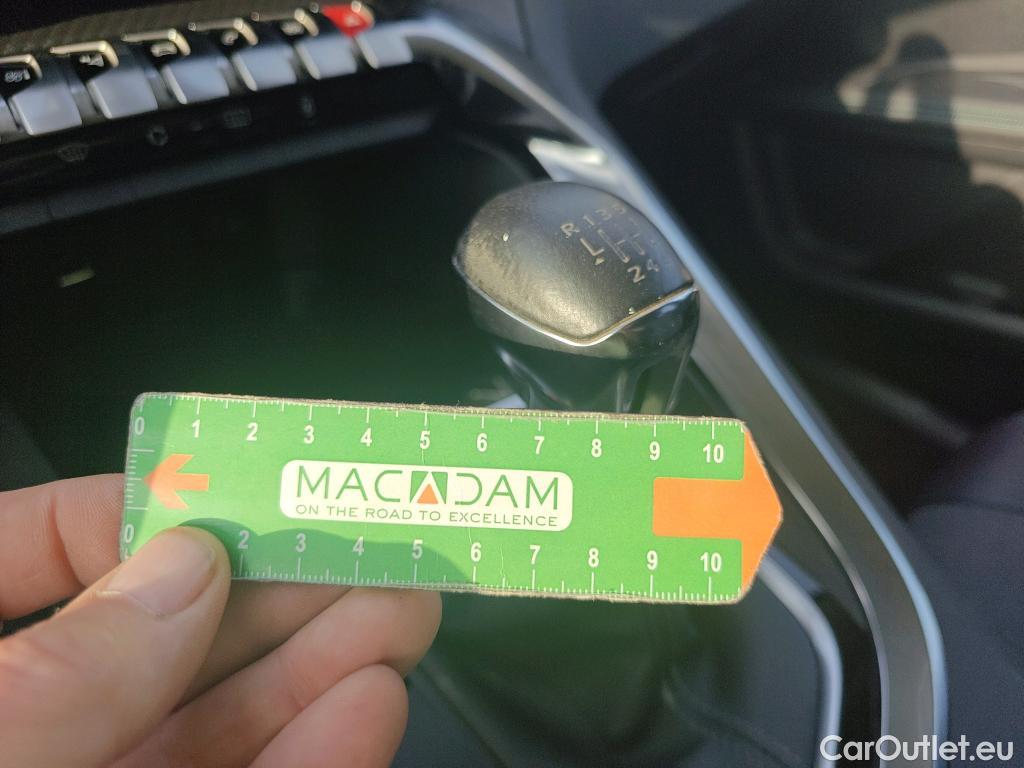 R 1 3 5
2 4
0 1 2 3 4 5 6 7 8 9 10
MACADAM
ON THE ROAD TO EXCELLENCE
0 2 3 4 5 6 7 8 9 10
CarOutlet.eu